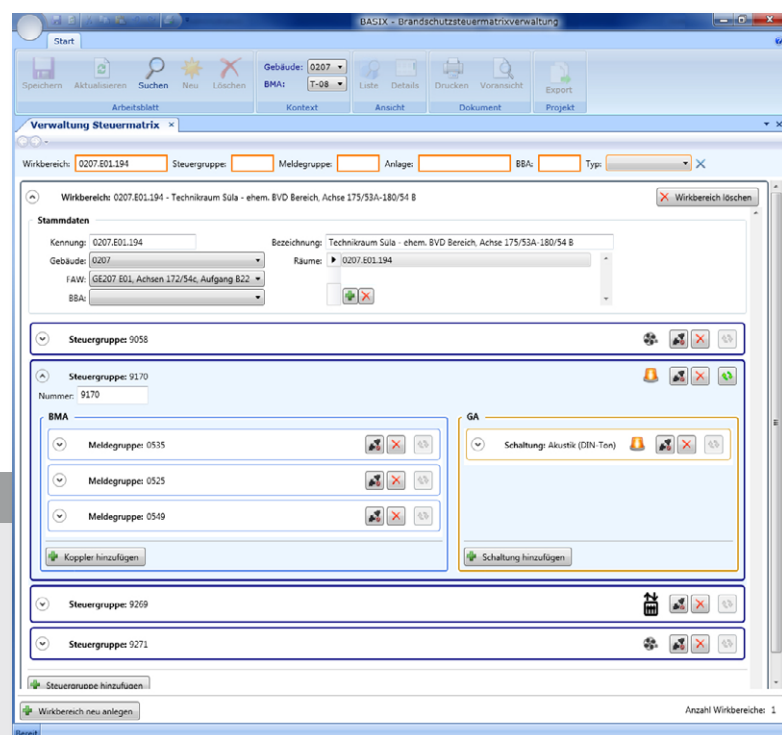 BASIX - Brandschutzsteuermatrixverwaltung
Start
Speichern Aktualisieren Suchen Neu Löschen
Arbeitsblatt
Gebäude: 0207
BMA: T-08
Kontext
Liste Details
Ansicht
Drucken Voransicht
Dokument
Export
Projekt
Verwaltung Steuermatrix ×
Wirkbereich: 0207.E01.194 Steuergruppe: Meldegruppe: Anlage: BBA: Typ:
Wirkbereich: 0207.E01.194 - Technikraum Süla - ehem. BVD Bereich, Achse 175/53A-180/54 B
Wirkbereich löschen
Stammdaten
Kennung: 0207.E01.194 Bezeichnung: Technikraum Süla - ehem. BVD Bereich, Achse 175/53A-180/54 B
Gebäude: 0207 Räume: 0207.E01.194
FAW: GE207 E01, Achsen 172/54c, Aufgang B22
BBA:
Steuergruppe: 9058
Steuergruppe: 9170
Nummer: 9170
BMA
Meldegruppe: 0535
Meldegruppe: 0525
Meldegruppe: 0549
Koppler hinzufügen
GA
Schaltung: Akustik (DIN-Ton)
Schaltung hinzufügen
Steuergruppe: 9269
Steuergruppe: 9271
Steuergruppe hinzufügen
Wirkbereich neu anlegen
Anzahl Wirkbereiche: 1
Bereit